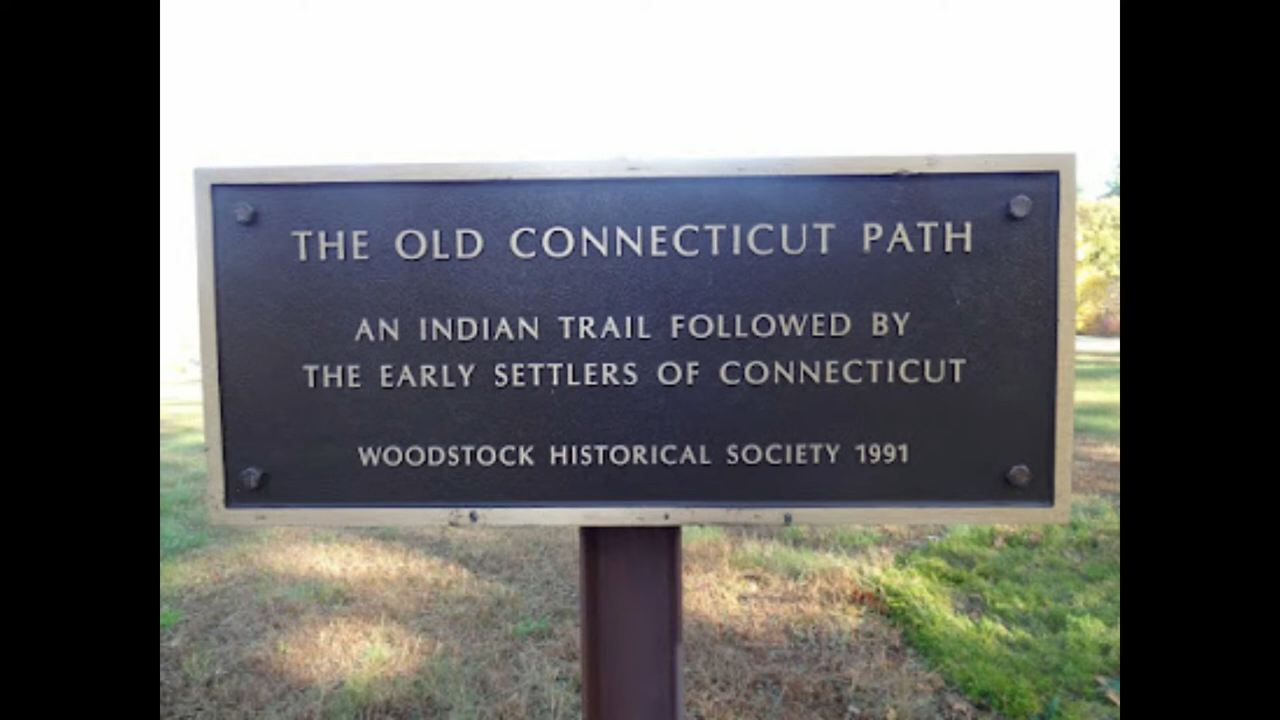 THE OLD CONNECTICUT PATH
AN INDIAN TRAIL FOLLOWED BY
THE EARLY SETTLERS OF CONNECTICUT
WOODSTOCK HISTORICAL SOCIETY 1991